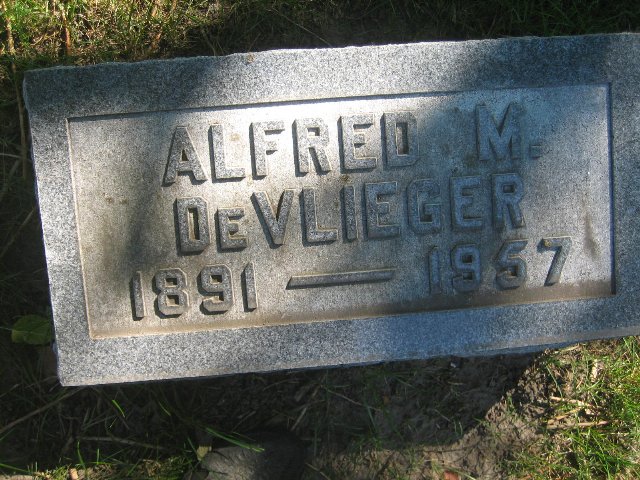 ALFRED M.
DeVLIEGER
1891 — 1957